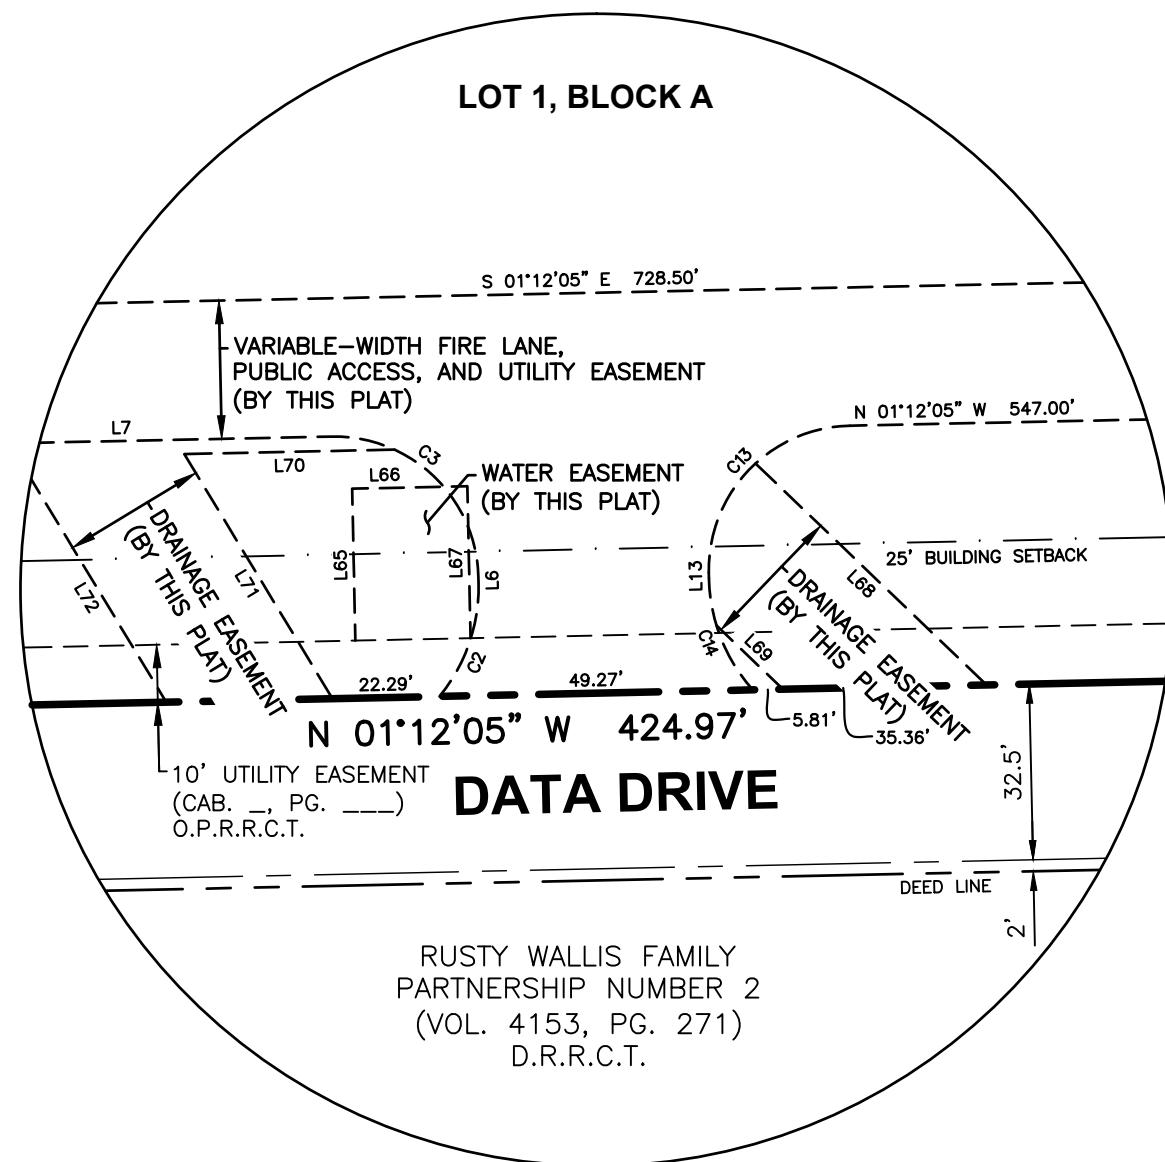 LOT 1, BLOCK A
S 01°12'05" E 728.50'
VARIABLE-WIDTH FIRE LANE,
PUBLIC ACCESS, AND UTILITY EASEMENT
(BY THIS PLAT)
N 01°12'05" W 547.00'
L7
L70
C3
L66
WATER EASEMENT
(BY THIS PLAT)
C13
DRAINAGE EASEMENT
(BY THIS PLAT)
L72
L71
L65
L67
L6
L13
25' BUILDING SETBACK
L68
DRAINAGE EASEMENT
(BY THIS PLAT)
C14
L69
C2
22.29'
49.27'
5.81'
35.36'
N 01°12'05" W 424.97'
32.5'
10' UTILITY EASEMENT
(CAB. _, PG. ___)
O.P.R.R.C.T.
DATA DRIVE
DEED LINE
2'
RUSTY WALLIS FAMILY
PARTNERSHIP NUMBER 2
(VOL. 4153, PG. 271)
D.R.R.C.T.